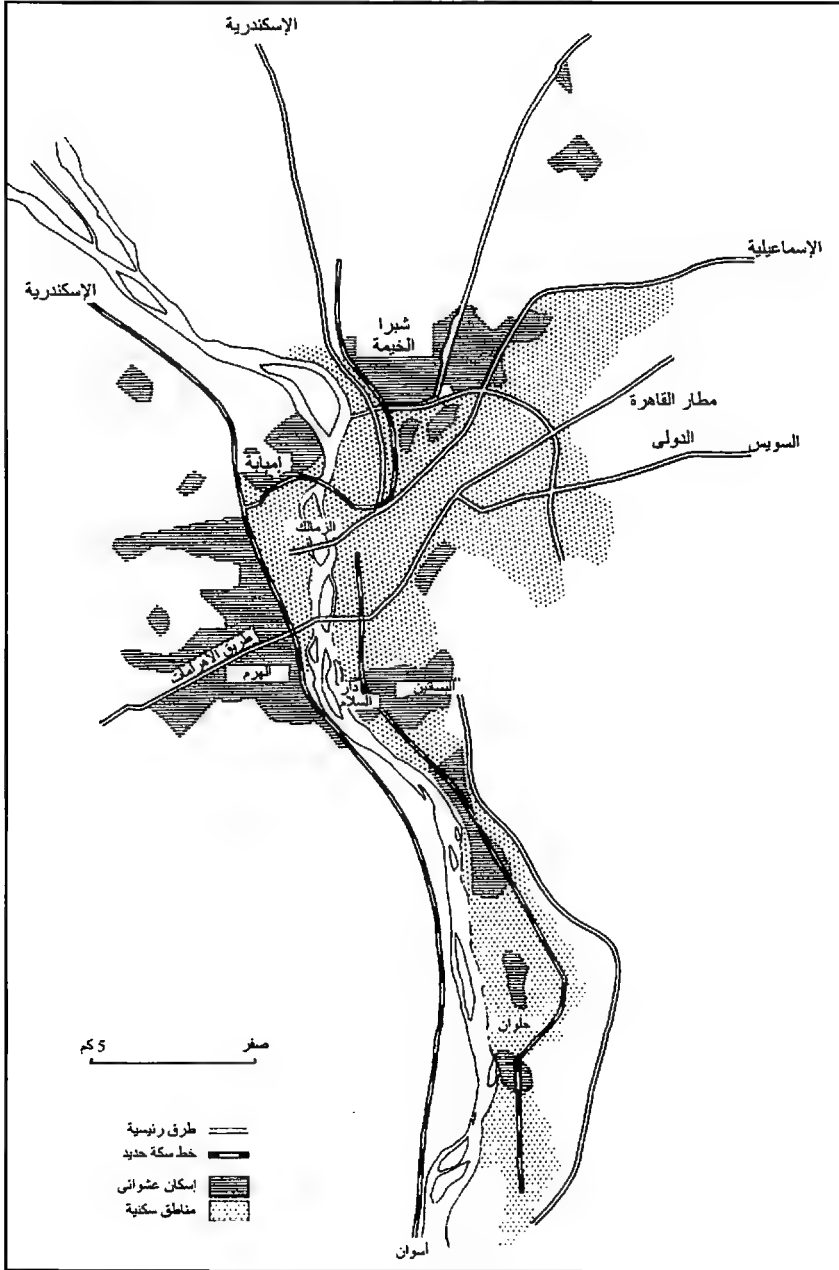 الإسكندرية
الإسماعيلية
الإسكندرية
شبرا
الخيمة
مطار القاهرة
الدولى
السويس
إمبابة
الزمالك
طريق الأهرامات
الهرم
دار
السلام
البساتين
حلوان
صفر
5 كم
طرق رئيسية
خط سكة حديد
إسكان عشوائى
مناطق سكنية
أسوان